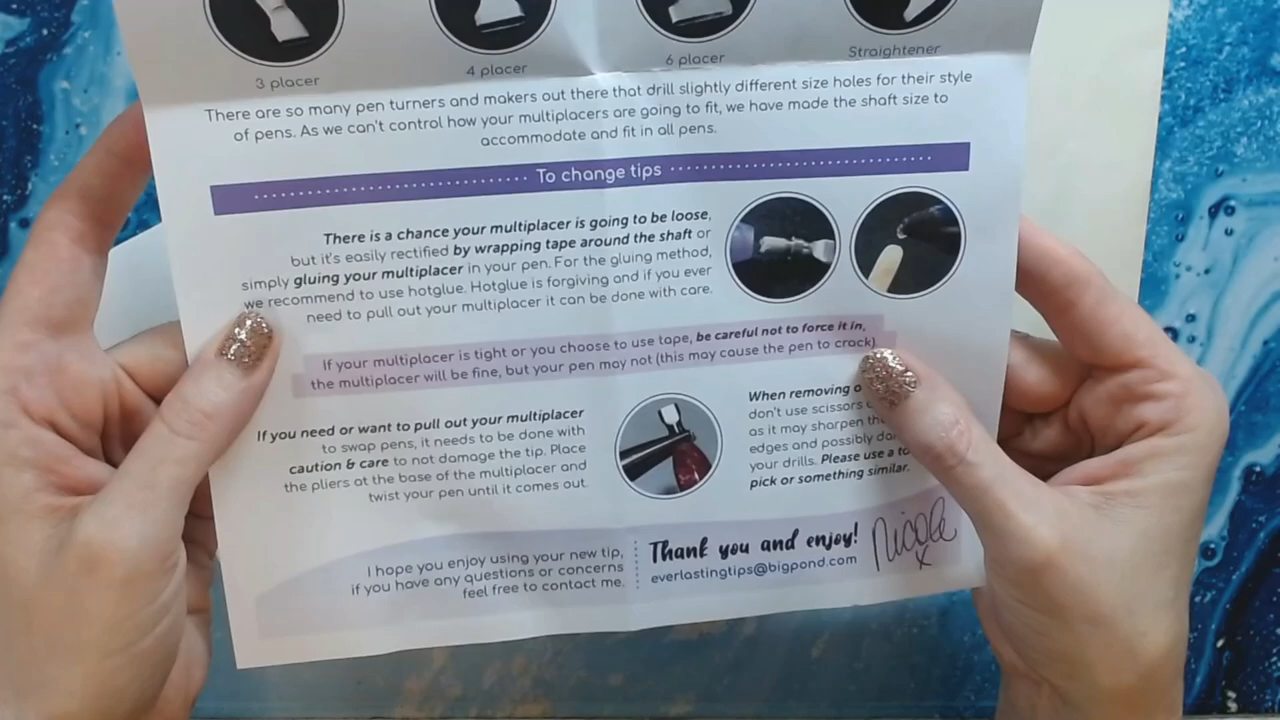 3 placer
4 placer
6 placer
Straightener
There are so many pen turners and makers out there that drill slightly different size holes for their style
of pens. As we can't control how your multiplacers are going to fit, we have made the shaft size to
accommodate and fit in all pens.
To change tips
There is a chance your multiplacer is going to be loose,
but it's easily rectified by wrapping tape around the shaft or
simply gluing your multiplacer in your pen. For the gluing method,
we recommend to use hotglue. Hotglue is forgiving and if you ever
need to pull out your multiplacer it can be done with care.
If your multiplacer is tight or you choose to use tape, be careful not to force it in,
the multiplacer will be fine, but your pen may not (this may cause the pen to crack).
If you need or want to pull out your multiplacer
to swap pens, it needs to be done with
caution & care to not damage the tip. Place
the pliers at the base of the multiplacer and
twist your pen until it comes out.
When removing
don't use scissors
as it may sharpen
edges and possibly
your drills. Please use a
pick or something similar.
I hope you enjoy using your new tip,
if you have any questions or concerns
feel free to contact me.
Thank you and enjoy!
everlastingtips@bigpond.com
Nicole
x